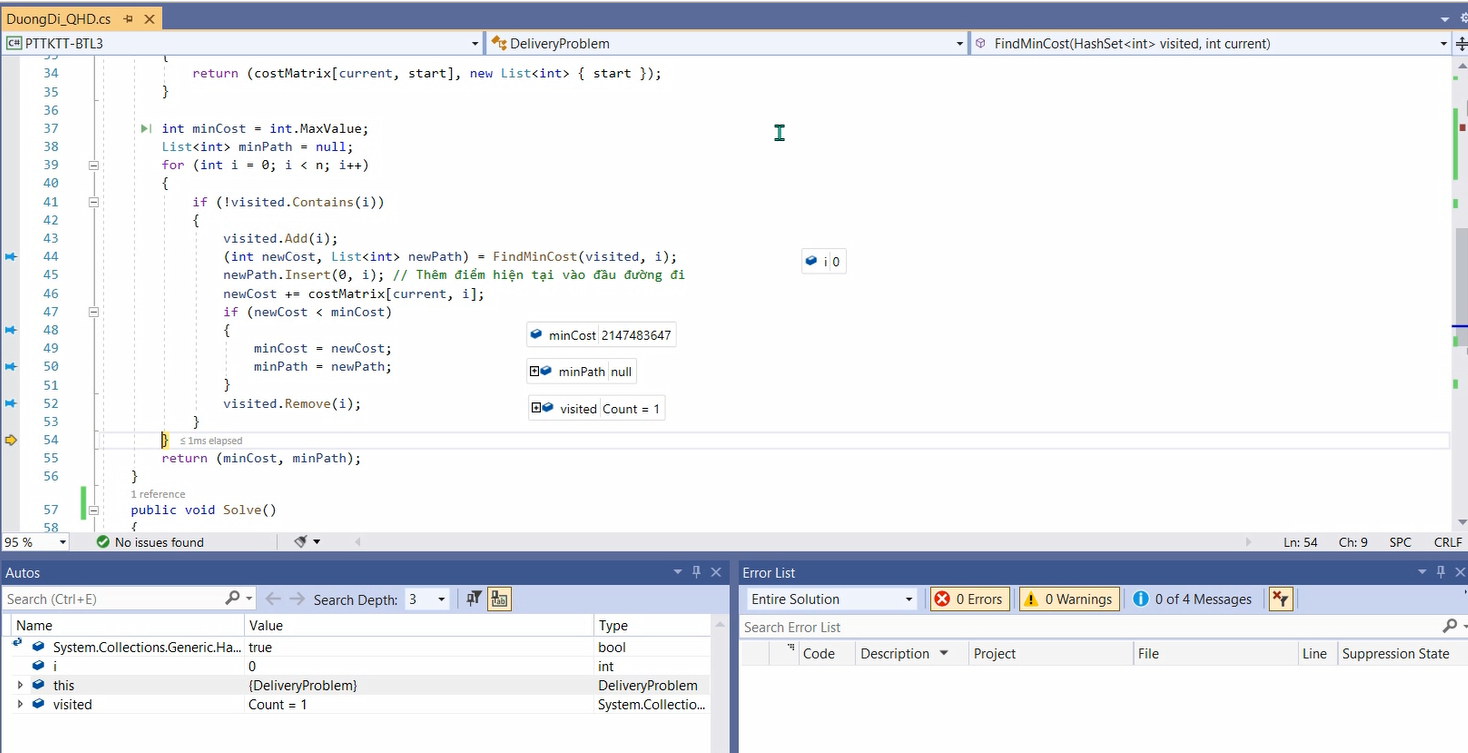 DuongDi_QHD.cs
C# PTTKTT-BTL3 DeliveryProblem FindMinCost(HashSet<int> visited, int current)
33 {
34 return (costMatrix[current, start], new List<int> { start });
35 }
36
37 int minCost = int.MaxValue;
38 List<int> minPath = null;
39 for (int i = 0; i < n; i++)
40 {
41 if (!visited.Contains(i))
42 {
43 visited.Add(i);
44 (int newCost, List<int> newPath) = FindMinCost(visited, i); i 0
45 newPath.Insert(0, i); // Thêm điểm hiện tại vào đầu đường đi
46 newCost += costMatrix[current, i];
47 if (newCost < minCost)
48 { minCost 2147483647
49 minCost = newCost;
50 minPath = newPath; minPath null
51 }
52 visited.Remove(i); visited Count = 1
53 }
54 } ≤ 1ms elapsed
55 return (minCost, minPath);
56 }
1 reference
57 public void Solve()
58 {
95 % No issues found Ln: 54 Ch: 9 SPC CRLF
Autos
Search (Ctrl+E) Search Depth: 3
Name Value Type
System.Collections.Generic.Ha... true bool
i 0 int
this {DeliveryProblem} DeliveryProblem
visited Count = 1 System.Collectio...
Error List
Entire Solution 0 Errors 0 Warnings 0 of 4 Messages
Search Error List
Code Description Project File Line Suppression State